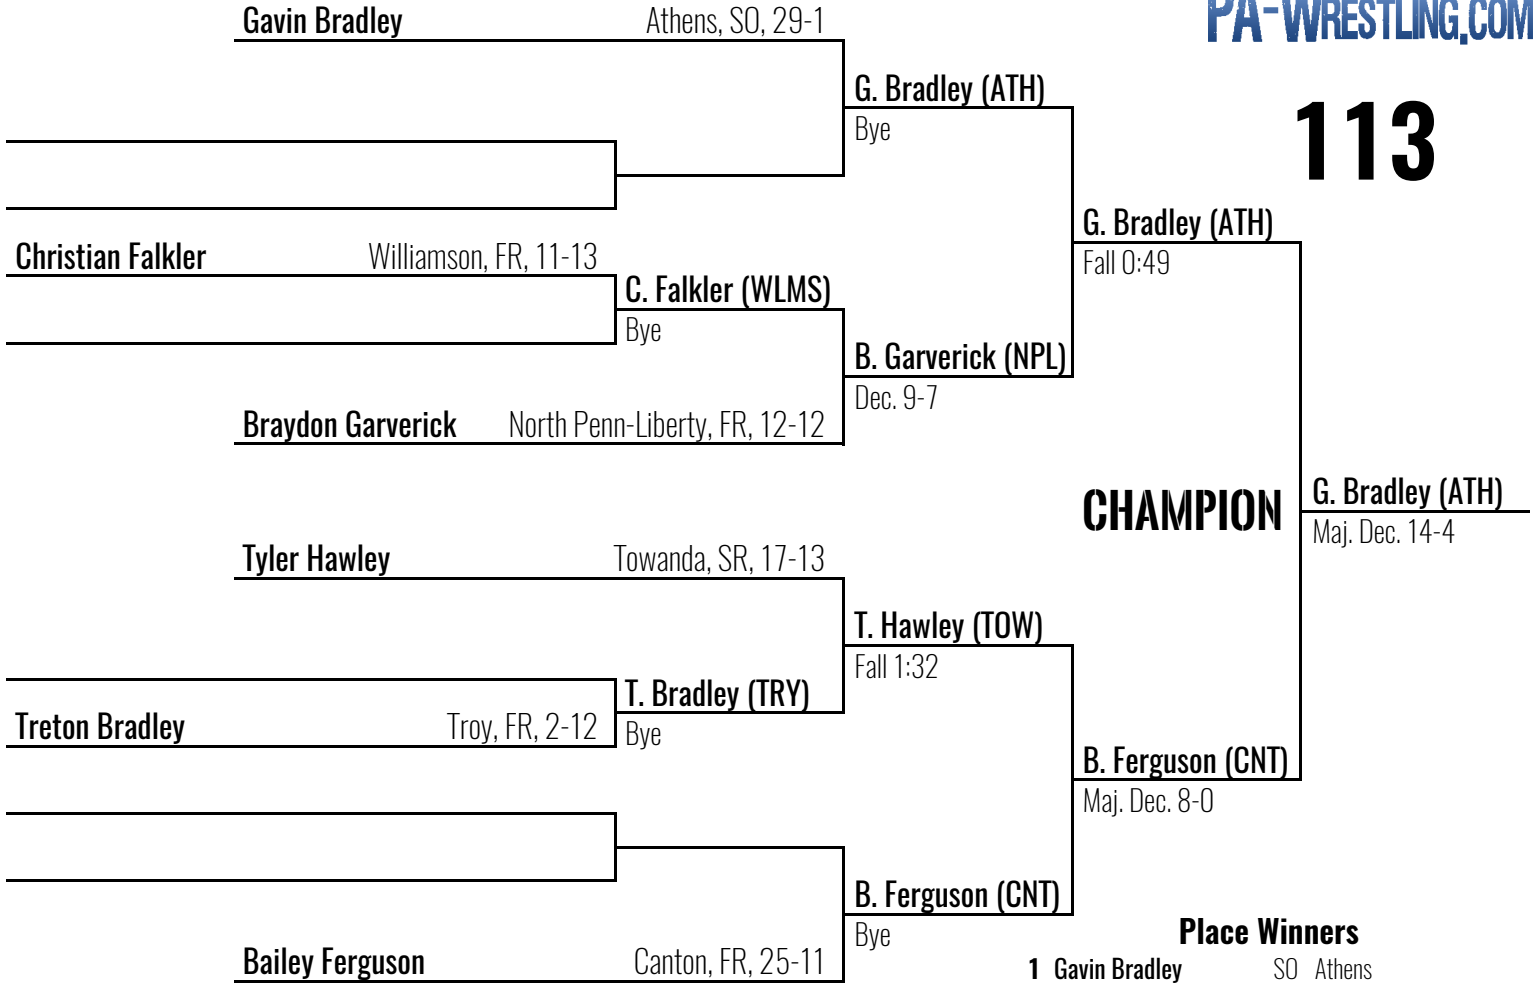 PA-WRESTLING.COM
Gavin Bradley Athens, SO, 29-1
G. Bradley (ATH)
Bye
113
G. Bradley (ATH)
Fall 0:49
Christian Falkler Williamson, FR, 11-13
C. Falkler (WLMS)
Bye
B. Garverick (NPL)
Dec. 9-7
Braydon Garverick North Penn-Liberty, FR, 12-12
CHAMPION
G. Bradley (ATH)
Maj. Dec. 14-4
Tyler Hawley Towanda, SR, 17-13
T. Hawley (TOW)
Fall 1:32
T. Bradley (TRY)
Bye
Treton Bradley Troy, FR, 2-12
B. Ferguson (CNT)
Maj. Dec. 8-0
B. Ferguson (CNT)
Bye
Bailey Ferguson Canton, FR, 25-11
Place Winners
1 Gavin Bradley SO Athens